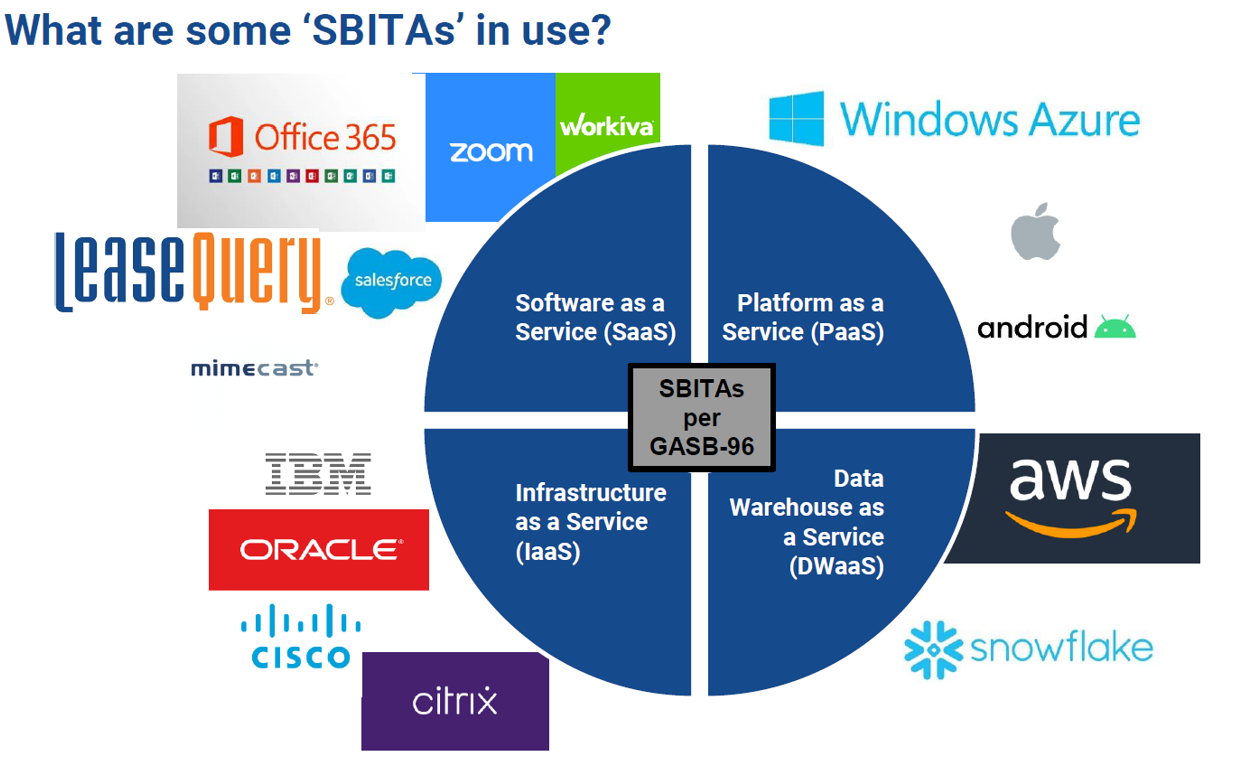 What are some ‘SBITAs’ in use?
Office 365
zoom
workiva
Windows Azure
LeaseQuery®
salesforce
mimecast®
android
Software as a
Service (SaaS)
Platform as a
Service (PaaS)
SBITAs
per
GASB-96
Infrastructure
as a Service
(IaaS)
Data
Warehouse as
a Service
(DWaaS)
IBM
ORACLE®
CISCO
citrix
aws
snowflake